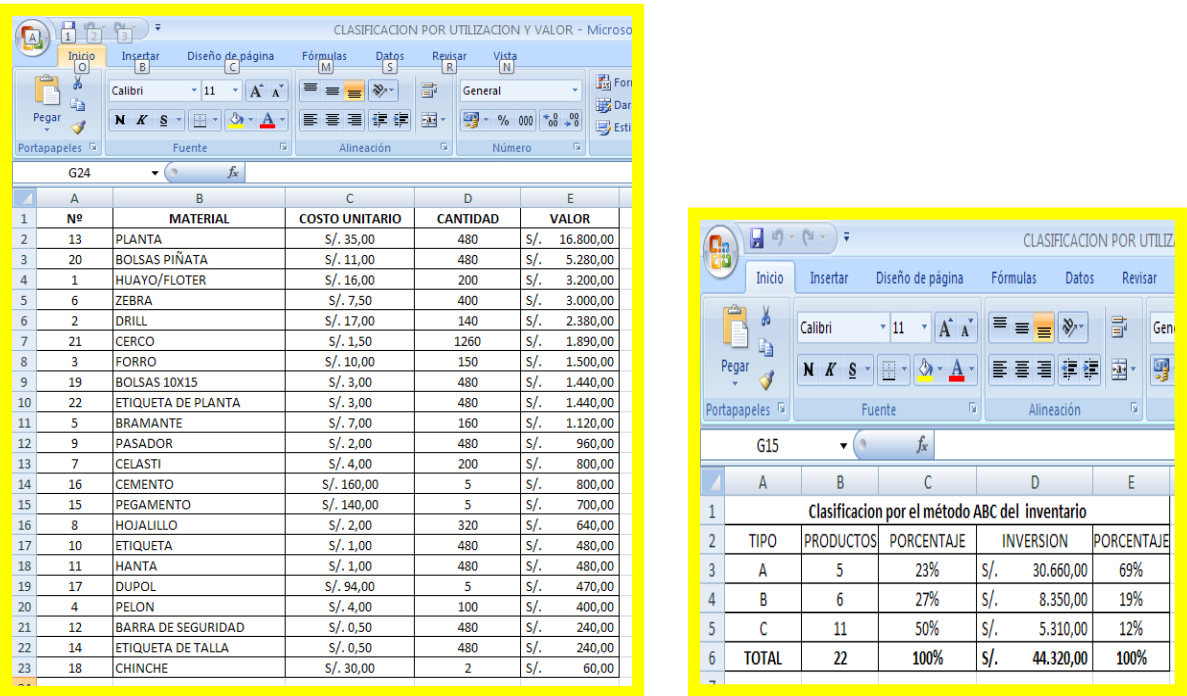 CLASIFICACION POR UTILIZACION Y VALOR - Microso
A 1 2 3
Inicio Insertar Diseño de página Fórmulas Datos Revisar Vista
O B C M S R N
Calibri 11 A A General For
Dar
Pegar N K S A % 000 Esti
Portapapeles Fuente Alineación Número
G24 fx
A B C D E
1 Nº MATERIAL COSTO UNITARIO CANTIDAD VALOR
2 13 PLANTA S/. 35,00 480 S/. 16.800,00
3 20 BOLSAS PIÑATA S/. 11,00 480 S/. 5.280,00
4 1 HUAYO/FLOTER S/. 16,00 200 S/. 3.200,00
5 6 ZEBRA S/. 7,50 400 S/. 3.000,00
6 2 DRILL S/. 17,00 140 S/. 2.380,00
7 21 CERCO S/. 1,50 1260 S/. 1.890,00
8 3 FORRO S/. 10,00 150 S/. 1.500,00
9 19 BOLSAS 10X15 S/. 3,00 480 S/. 1.440,00
10 22 ETIQUETA DE PLANTA S/. 3,00 480 S/. 1.440,00
11 5 BRAMANTE S/. 7,00 160 S/. 1.120,00
12 9 PASADOR S/. 2,00 480 S/. 960,00
13 7 CELASTI S/. 4,00 200 S/. 800,00
14 16 CEMENTO S/. 160,00 5 S/. 800,00
15 15 PEGAMENTO S/. 140,00 5 S/. 700,00
16 8 HOJALILLO S/. 2,00 320 S/. 640,00
17 10 ETIQUETA S/. 1,00 480 S/. 480,00
18 11 HANTA S/. 1,00 480 S/. 480,00
19 17 DUPOL S/. 94,00 5 S/. 470,00
20 4 PELON S/. 4,00 100 S/. 400,00
21 12 BARRA DE SEGURIDAD S/. 0,50 480 S/. 240,00
22 14 ETIQUETA DE TALLA S/. 0,50 480 S/. 240,00
23 18 CHINCHE S/. 30,00 2 S/. 60,00
CLASIFICACION POR UTILIZ
Inicio Insertar Diseño de página Fórmulas Datos Revisar
Calibri 11 A A Gen
Pegar N K S A
Portapapeles Fuente Alineación
G15 fx
A B C D E
1 Clasificacion por el método ABC del inventario
2 TIPO PRODUCTOS PORCENTAJE INVERSION PORCENTAJE
3 A 5 23% S/. 30.660,00 69%
4 B 6 27% S/. 8.350,00 19%
5 C 11 50% S/. 5.310,00 12%
6 TOTAL 22 100% S/. 44.320,00 100%